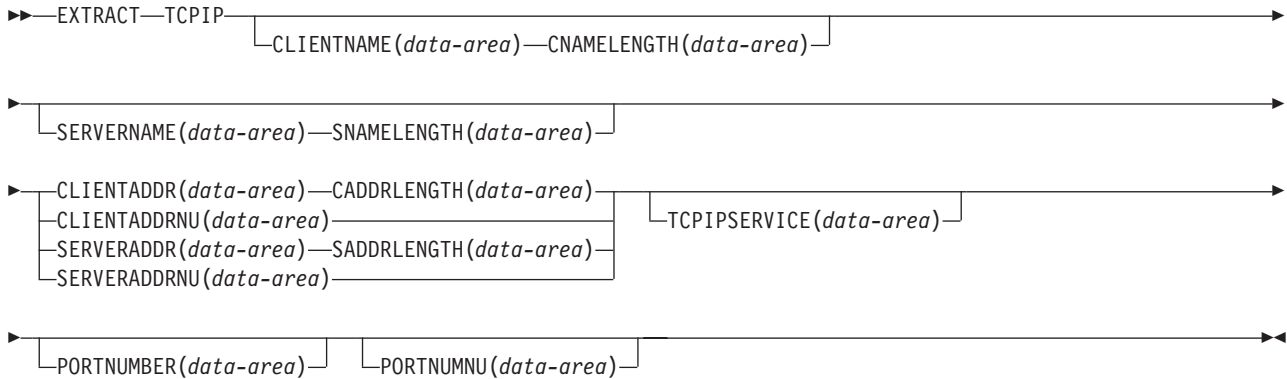 EXTRACT TCPIP
CLIENTNAME(data-area) CNAMELENGTH(data-area)
SERVERNAME(data-area) SNAMELENGTH(data-area)
CLIENTADDR(data-area) CADDRLENGTH(data-area)
CLIENTADDRNU(data-area) TCPIPSERVICE(data-area)
SERVERADDR(data-area) SADDRLENGTH(data-area)
SERVERADDRNU(data-area)
PORTNUMBER(data-area) PORTNUMNU(data-area)